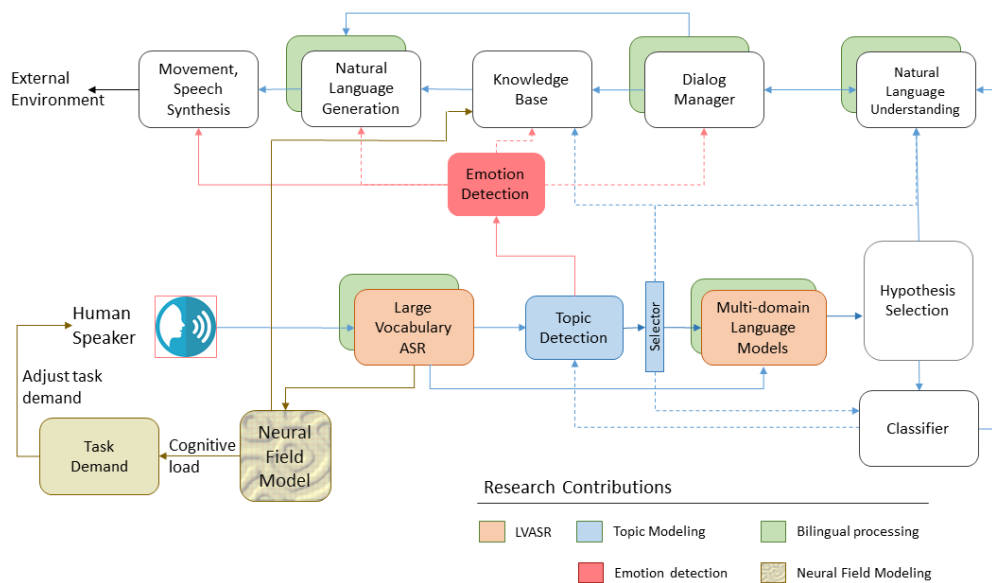 External
Environment
Movement,
Speech
Synthesis
Natural
Language
Generation
Knowledge
Base
Dialog
Manager
Natural
Language
Understanding
Emotion
Detection
Human
Speaker
Large
Vocabulary
ASR
Topic
Detection
Selector
Multi-domain
Language
Models
Hypothesis
Selection
Adjust task
demand
Task
Demand
Cognitive
load
Neural
Field
Model
Classifier
Research Contributions
LVASR
Topic Modeling
Bilingual processing
Emotion detection
Neural Field Modeling